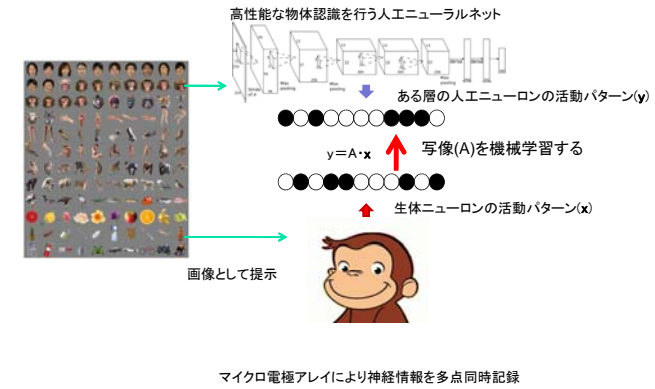 高性能な物体認識を行う人工ニューラルネット
ある層の人工ニューロンの活動パターン(y)
y＝A・x
写像(A)を機械学習する
生体ニューロンの活動パターン(x)
画像として提示
マイクロ電極アレイにより神経情報を多点同時記録